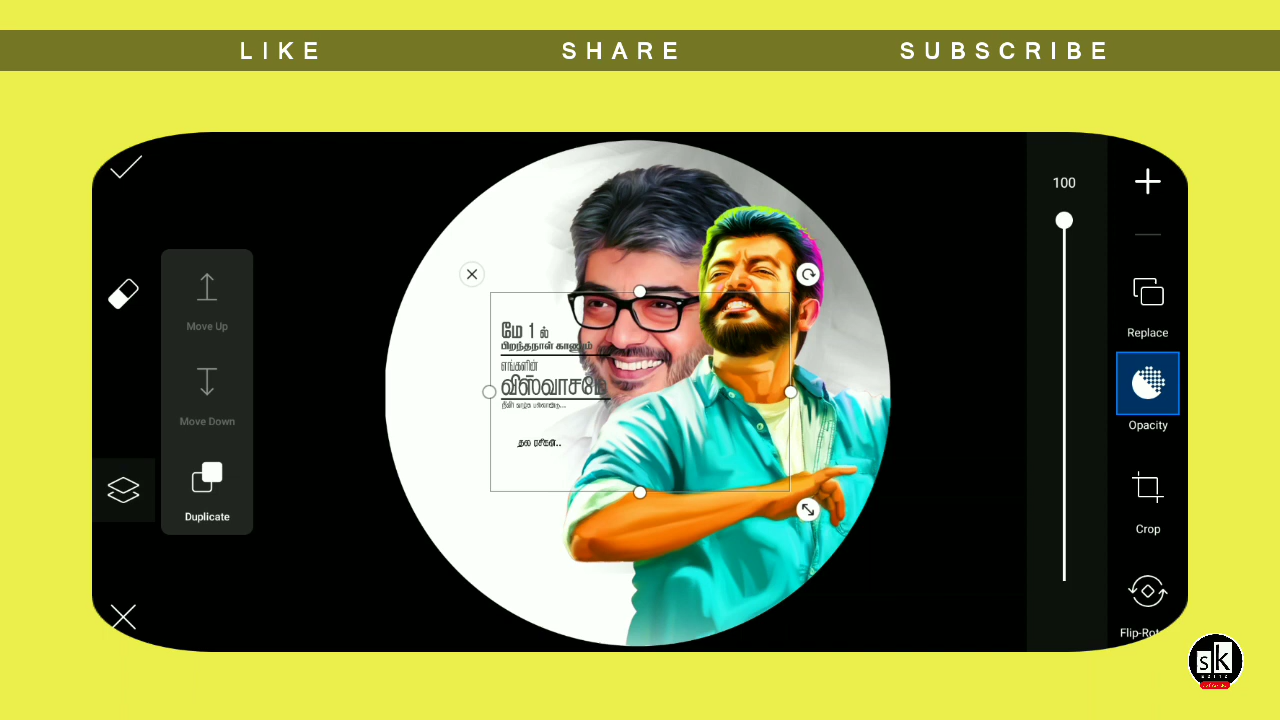 LIKE SHARE SUBSCRIBE
100
Move Up
Move Down
Duplicate
மே 1 ல்
பிறந்தநாள் காணும்
எங்களின்
விஸ்வாசமே
தல ரசிகன்..
Replace
Opacity
Crop
sk